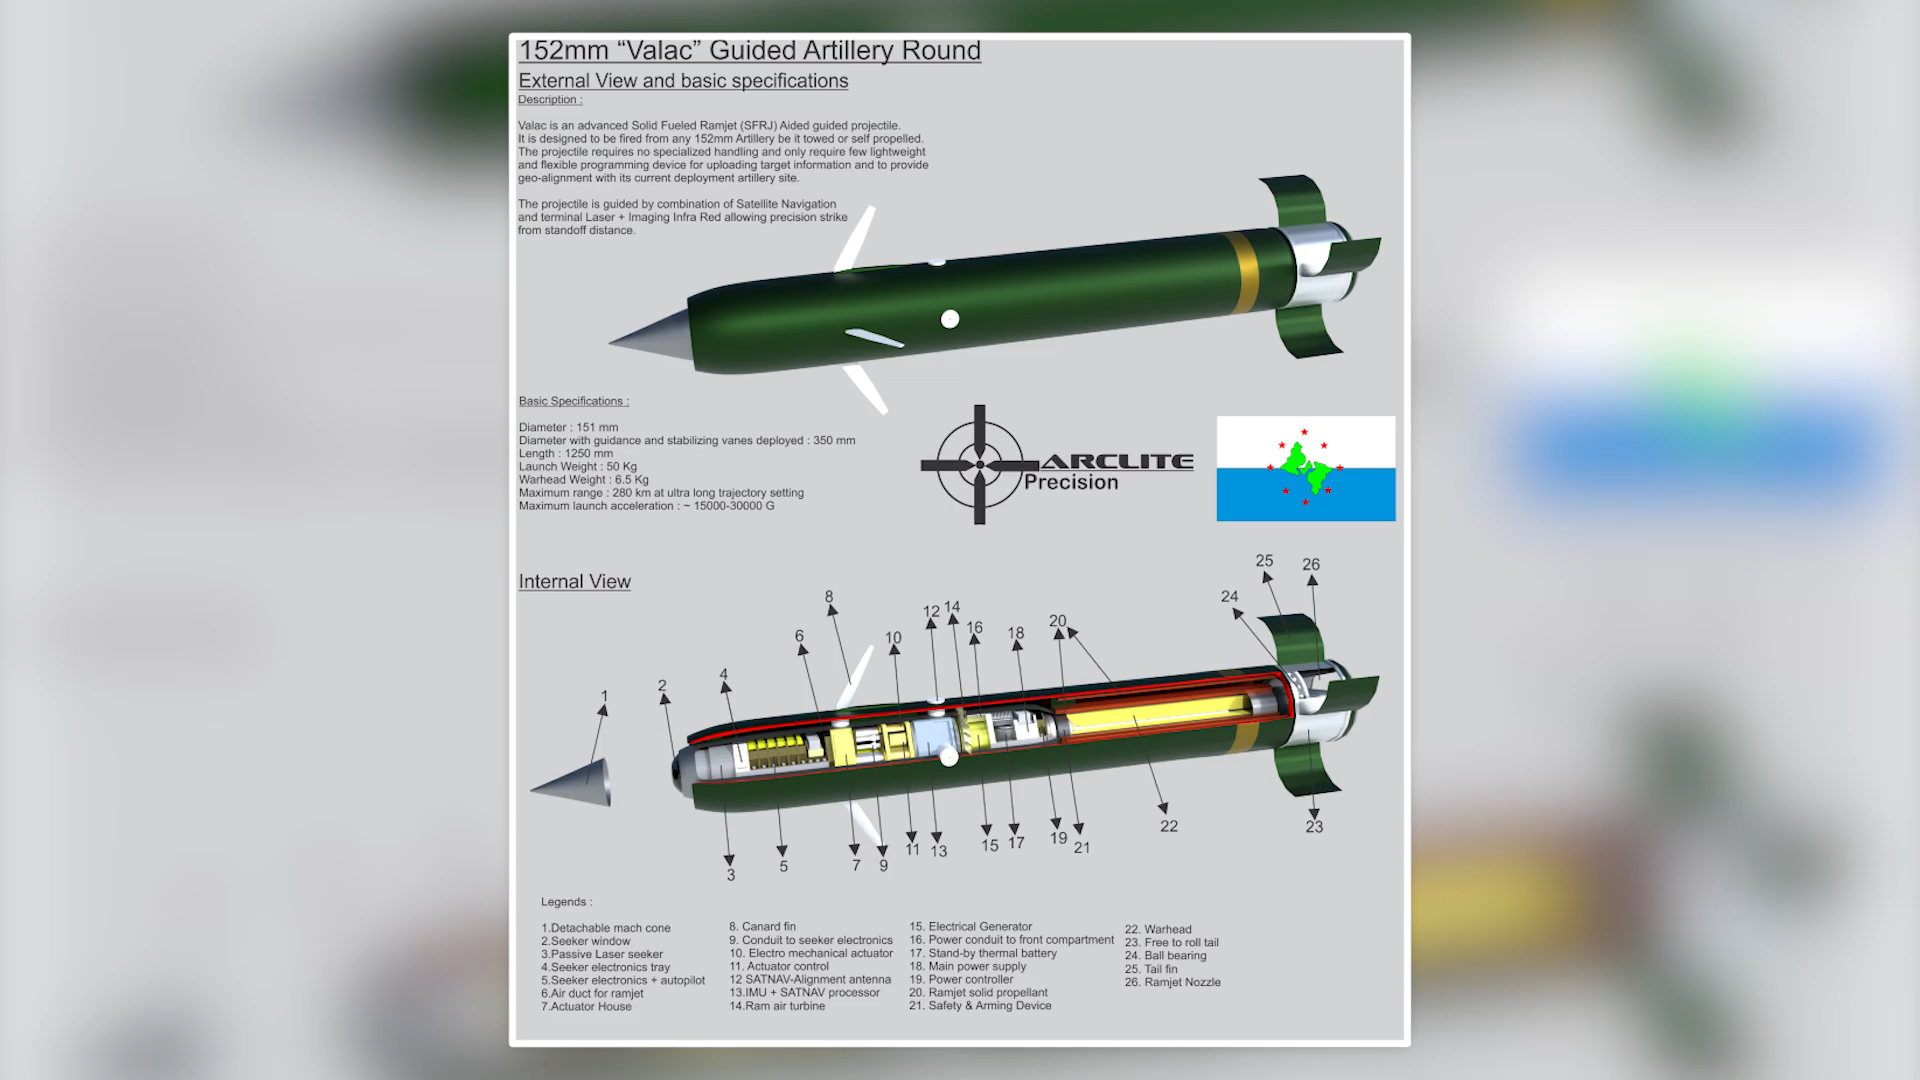 152mm “Valac” Guided Artillery Round
External View and basic specifications
Description :
Valac is an advanced Solid Fueled Ramjet (SFRJ) Aided guided projectile.
It is designed to be fired from any 152mm Artillery be it towed or self propelled.
The projectile requires no specialized handling and only require few lightweight
and flexible programming device for uploading target information and to provide
geo-alignment with its current deployment artillery site.
The projectile is guided by combination of Satellite Navigation
and terminal Laser + Imaging Infra Red allowing precision strike
from standoff distance.
Basic Specifications :
Diameter : 151 mm
Diameter with guidance and stabilizing vanes deployed : 350 mm
Length : 1250 mm
Launch Weight : 50 Kg
Warhead Weight : 6.5 Kg
Maximum range : 280 km at ultra long trajectory setting
Maximum launch acceleration : ~ 15000-30000 G
ARCLITE
Precision
Internal View
1
2
4
6
8
10
12
14
16
18
20
24
25
26
3
5
7
9
11
13
15
17
19
21
22
23
Legends :
1.Detachable mach cone
2.Seeker window
3.Passive Laser seeker
4.Seeker electronics tray
5.Seeker electronics + autopilot
6.Air duct for ramjet
7.Actuator House
8. Canard fin
9. Conduit to seeker electronics
10. Electro mechanical actuator
11. Actuator control
12 SATNAV-Alignment antenna
13.IMU + SATNAV processor
14.Ram air turbine
15. Electrical Generator
16. Power conduit to front compartment
17. Stand-by thermal battery
18. Main power supply
19. Power controller
20. Ramjet solid propellant
21. Safety & Arming Device
22. Warhead
23. Free to roll tail
24. Ball bearing
25. Tail fin
26. Ramjet Nozzle